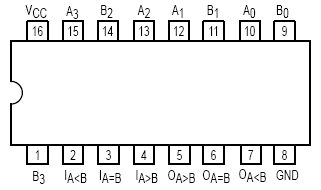 VCC A3 B2 A2 A1 B1 A0 B0
16 15 14 13 12 11 10 9
1 2 3 4 5 6 7 8
B3 IA<B IA=B IA>B OA>B OA=B OA<B GND